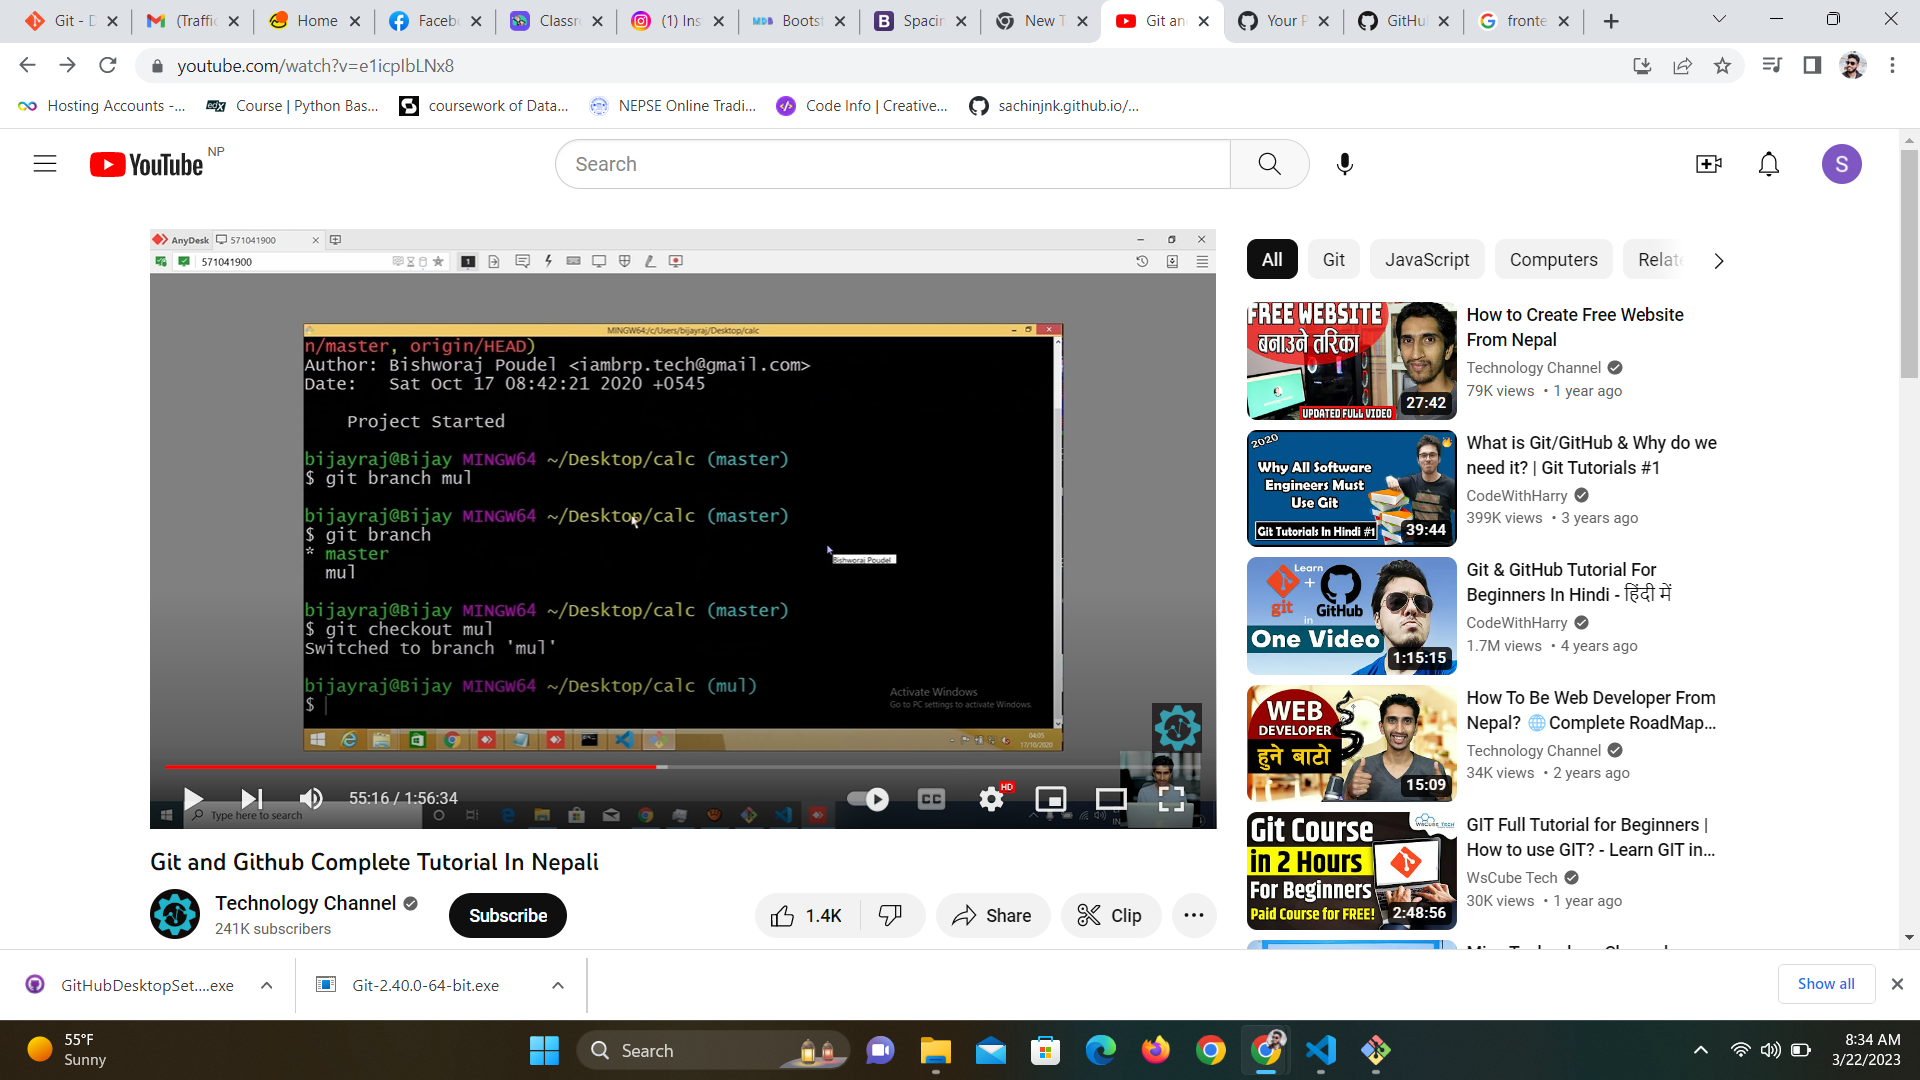 Git - D
(Traffic
Home
Facebo
Classr
(1) Ins
Bootst
Spacin
New T
Git and
Your P
GitHu
fronte
youtube.com/watch?v=e1icpIbLNx8
Hosting Accounts -...
Course | Python Bas...
coursework of Data...
NEPSE Online Tradi...
Code Info | Creative...
sachinjnk.github.io/...
YouTube NP
Search
S
AnyDesk 571041900
571041900
All
Git
JavaScript
Computers
Relate
MINGW64:/c/Users/bijayraj/Desktop/calc
n/master, origin/HEAD)
Author: Bishworaj Poudel <iambrp.tech@gmail.com>
Date:   Sat Oct 17 08:42:21 2020 +0545
Project Started
bijayraj@Bijay MINGW64 ~/Desktop/calc (master)
$ git branch mul
bijayraj@Bijay MINGW64 ~/Desktop/calc (master)
$ git branch
* master
mul
Bishworaj Poudel
bijayraj@Bijay MINGW64 ~/Desktop/calc (master)
$ git checkout mul
Switched to branch 'mul'
bijayraj@Bijay MINGW64 ~/Desktop/calc (mul)
$
Activate Windows
Go to PC settings to activate Windows.
04:05
17/10/2020
55:16 / 1:56:34
CC
HD
Type here to search
Git and Github Complete Tutorial In Nepali
Technology Channel
241K subscribers
Subscribe
1.4K
Share
Clip
FREE WEBSITE
बनाउने तरिका
UPDATED FULL VIDEO
27:42
How to Create Free Website
From Nepal
Technology Channel
79K views • 1 year ago
2020
Why All Software
Engineers Must
Use Git
Git Tutorials In Hindi #1
39:44
What is Git/GitHub & Why do we
need it? | Git Tutorials #1
CodeWithHarry
399K views • 3 years ago
Learn
git + GitHub
in
One Video
1:15:15
Git & GitHub Tutorial For
Beginners In Hindi - हिंदी में
CodeWithHarry
1.7M views • 4 years ago
WEB
DEVELOPER
हुने बाटो
15:09
How To Be Web Developer From
Nepal? 🌐Complete RoadMap...
Technology Channel
34K views • 2 years ago
WsCube Tech
Git Course
in 2 Hours
For Beginners
Paid Course for FREE!
2:48:56
GIT Full Tutorial for Beginners |
How to use GIT? - Learn GIT in...
WsCube Tech
30K views • 1 year ago
GitHubDesktopSet....exe
Git-2.40.0-64-bit.exe
Show all
55°F
Sunny
Search
8:34 AM
3/22/2023